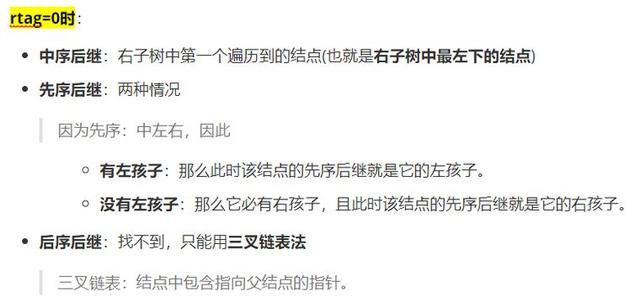 rtag=0时：
中序后继：右子树中第一个遍历到的结点(也就是右子树中最左下的结点)
先序后继：两种情况
因为先序：中左右，因此
有左孩子：那么此时该结点的先序后继就是它的左孩子。
没有左孩子：那么它必有右孩子，且此时该结点的先序后继就是它的右孩子。
后序后继：找不到，只能用三叉链表法
三叉链表：结点中包含指向父结点的指针。